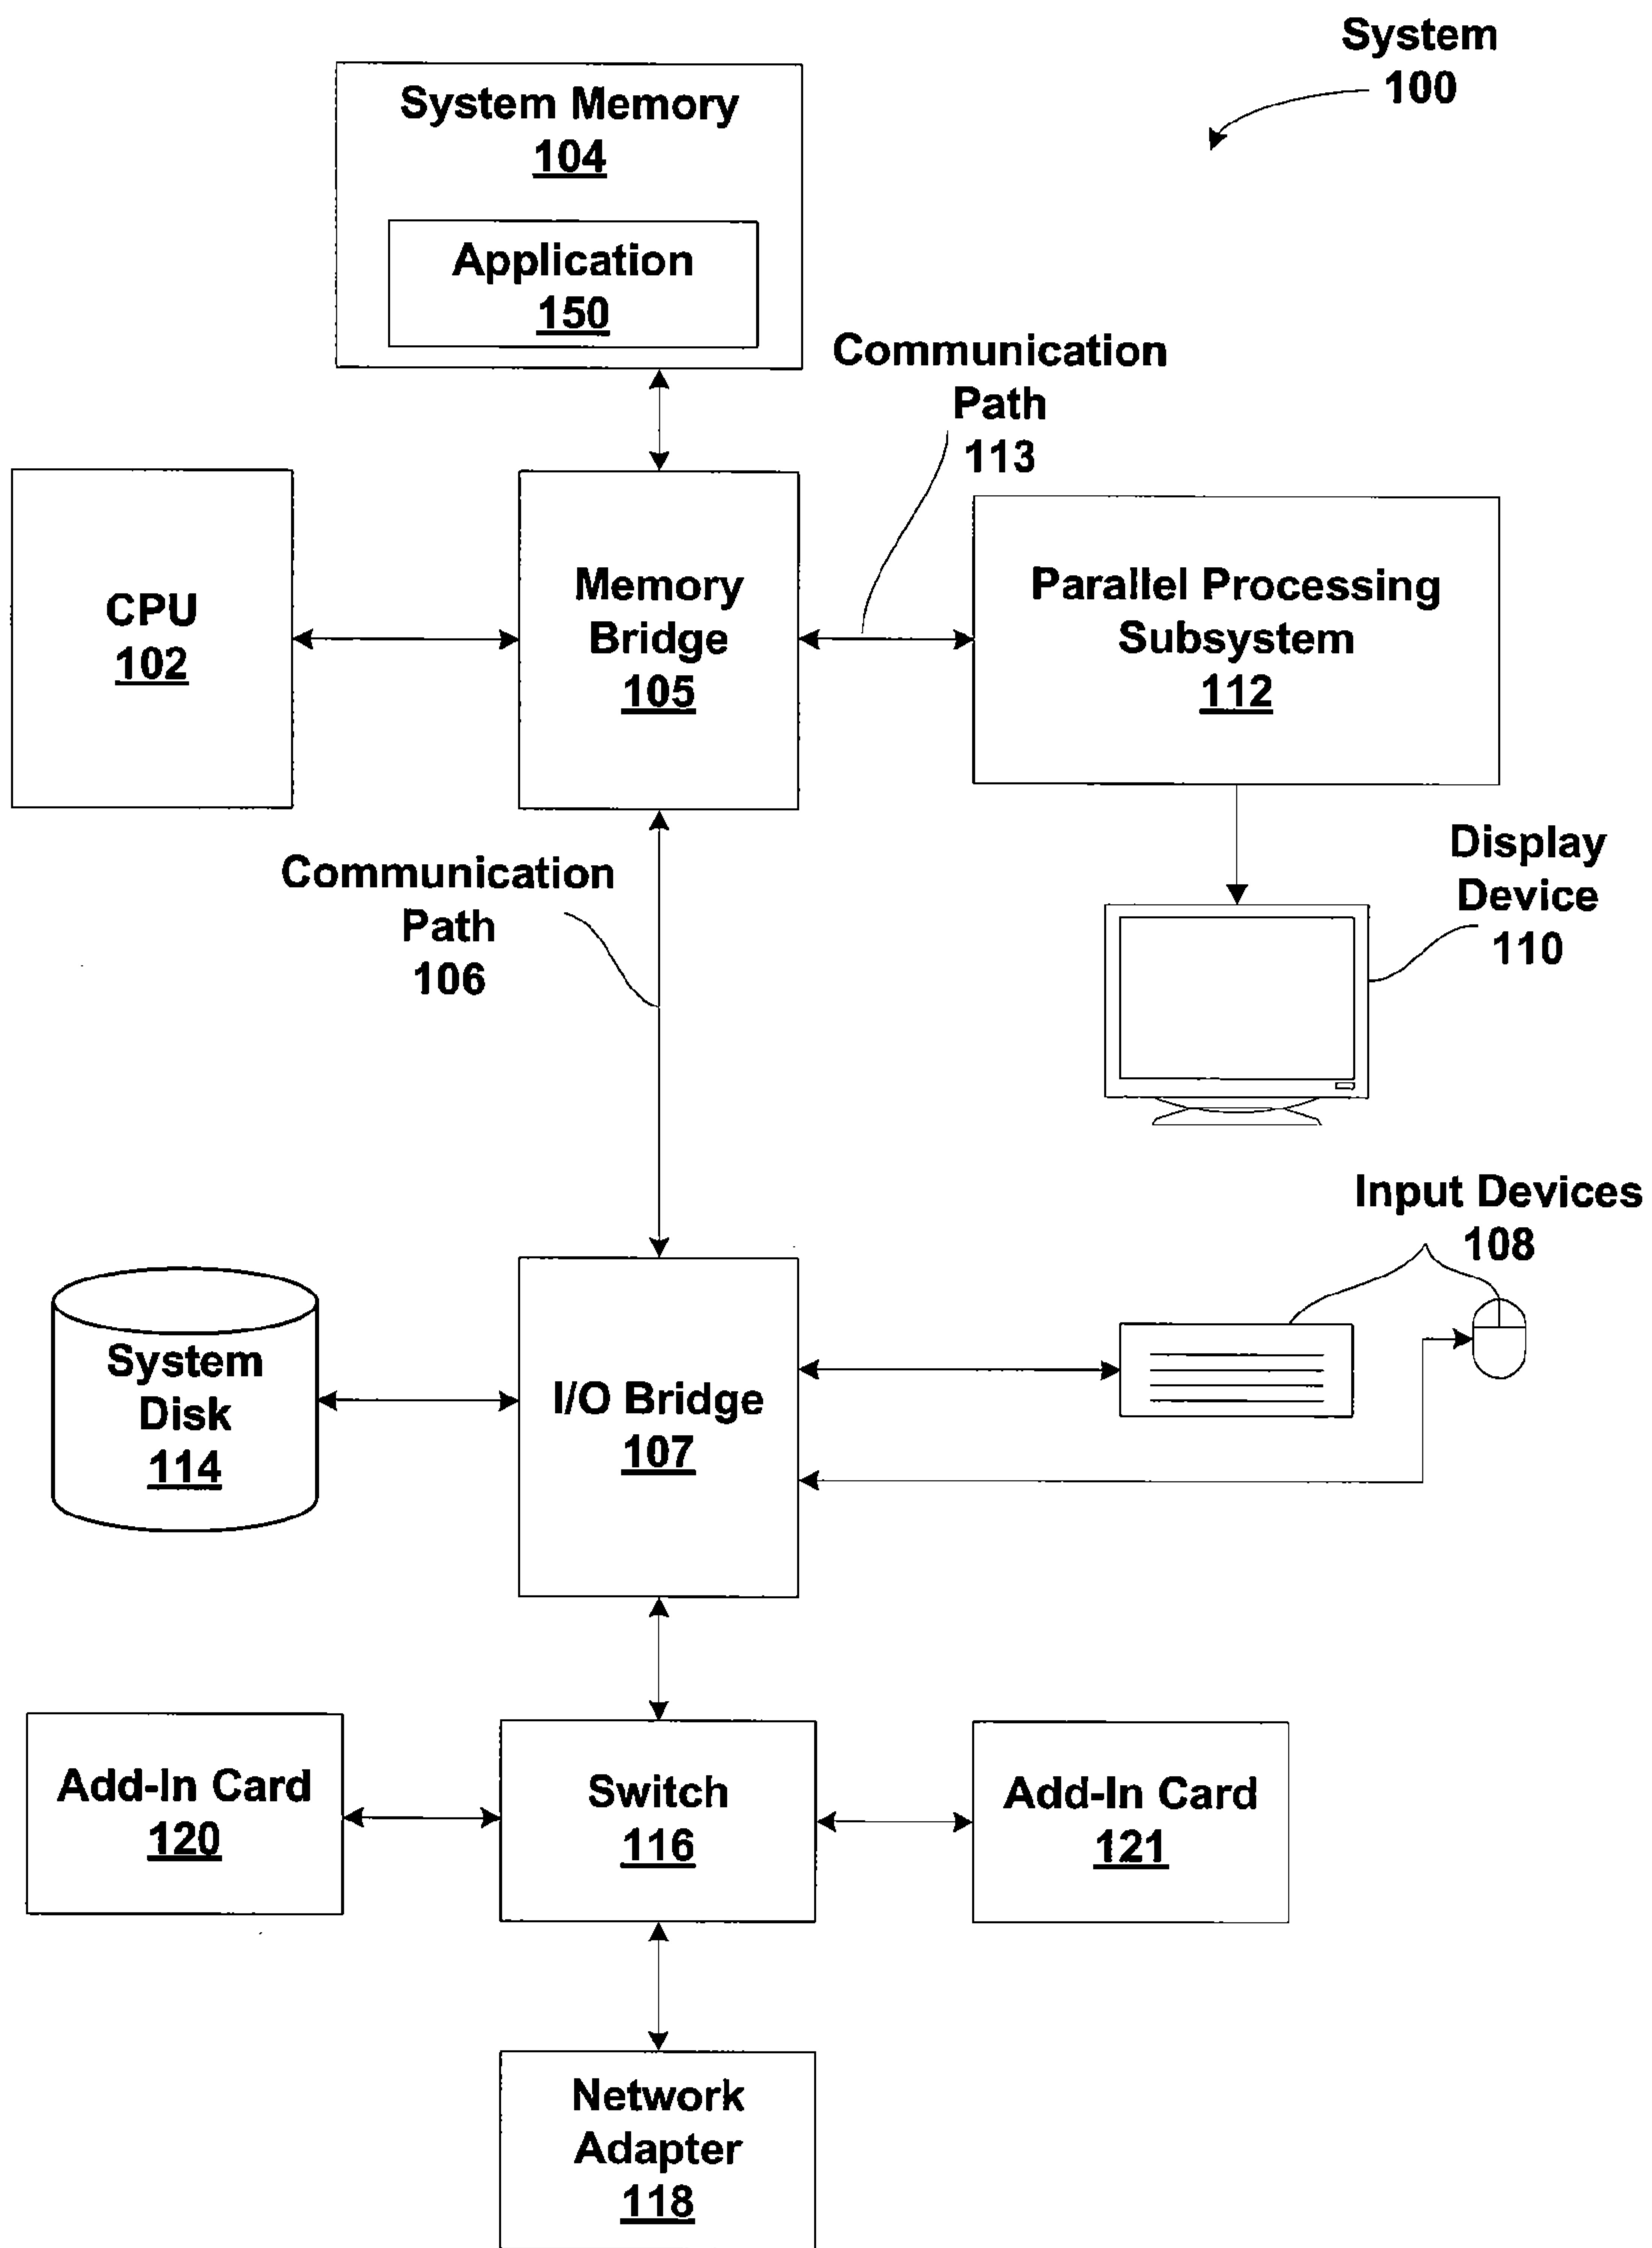 System
100
System Memory
104
Application
150
Communication
Path
113
CPU
102
Memory
Bridge
105
Parallel Processing
Subsystem
112
Communication
Path
106
Display
Device
110
Input Devices
108
System
Disk
114
I/O Bridge
107
Add-In Card
120
Switch
116
Add-In Card
121
Network
Adapter
118